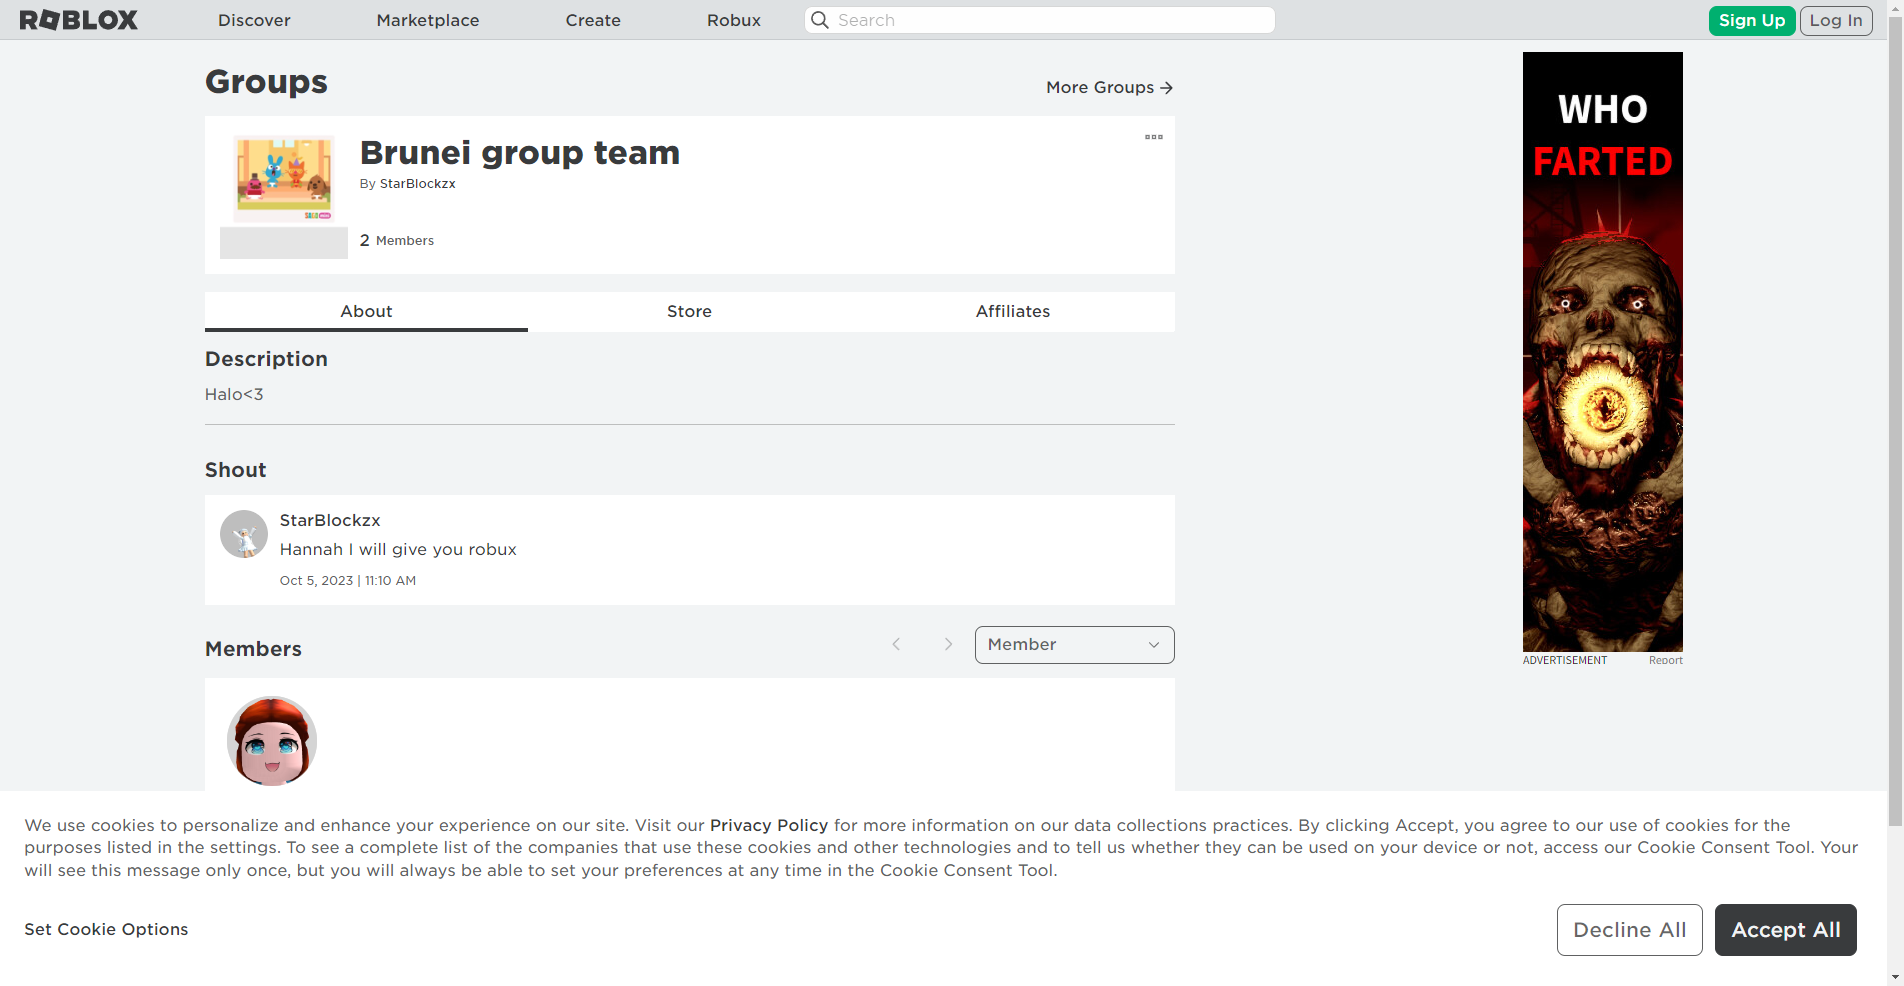 ROBLOX
Discover
Marketplace
Create
Robux
Search
Sign Up
Log In
Groups
More Groups
Brunei group team
By StarBlockzx
2 Members
About
Store
Affiliates
Description
Halo<3
Shout
StarBlockzx
Hannah I will give you robux
Oct 5, 2023 | 11:10 AM
Members
Member
WHO
FARTED
ADVERTISEMENT
Report
We use cookies to personalize and enhance your experience on our site. Visit our Privacy Policy for more information on our data collections practices. By clicking Accept, you agree to our use of cookies for the
purposes listed in the settings. To see a complete list of the companies that use these cookies and other technologies and to tell us whether they can be used on your device or not, access our Cookie Consent Tool. Your
will see this message only once, but you will always be able to set your preferences at any time in the Cookie Consent Tool.
Set Cookie Options
Decline All
Accept All